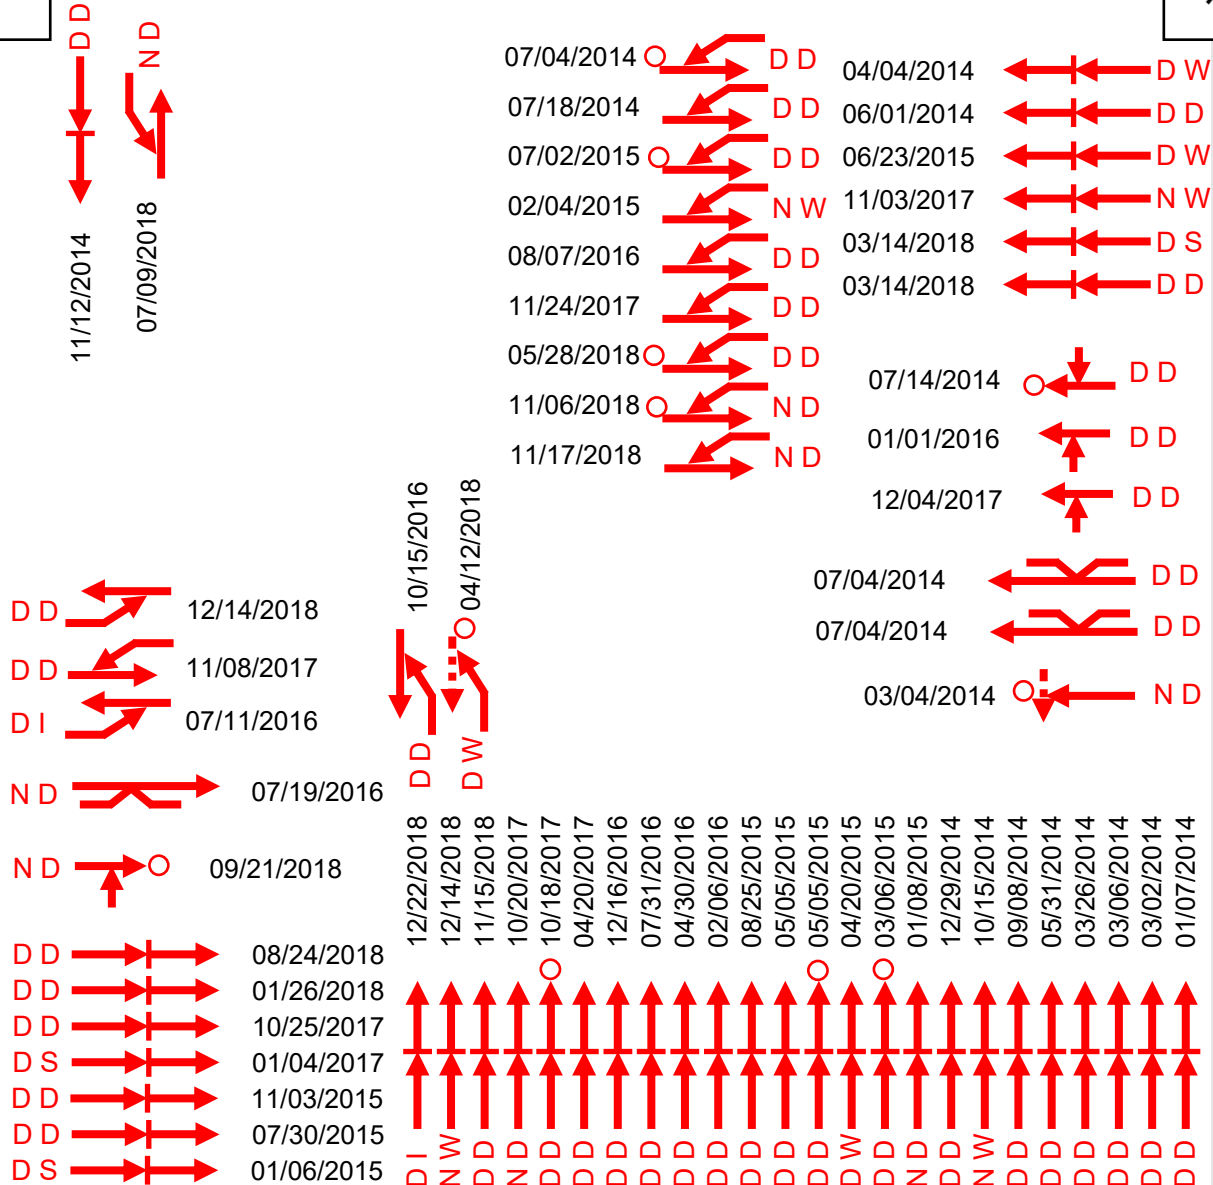 D D
11/12/2014
N D
07/09/2018
07/04/2014 D D
07/18/2014 D D
07/02/2015 D D
02/04/2015 N W
08/07/2016 D D
11/24/2017 D D
05/28/2018 D D
11/06/2018 N D
11/17/2018 N D
04/04/2014 D W
06/01/2014 D D
06/23/2015 D W
11/03/2017 N W
03/14/2018 D S
03/14/2018 D D
07/14/2014 D D
01/01/2016 D D
12/04/2017 D D
07/04/2014 D D
07/04/2014 D D
03/04/2014 N D
10/15/2016 D D
04/12/2018 D W
D D 12/14/2018
D D 11/08/2017
D I 07/11/2016
N D 07/19/2016
N D 09/21/2018
D D 08/24/2018
D D 01/26/2018
D D 10/25/2017
D S 01/04/2017
D D 11/03/2015
D D 07/30/2015
D S 01/06/2015
12/22/2018 D I
12/14/2018 N W
11/15/2018 D D
10/20/2017 N D
10/18/2017 D D
04/20/2017 D D
12/16/2016 D D
07/31/2016 D D
04/30/2016 D D
02/06/2016 D D
08/25/2015 D D
05/05/2015 D D
05/05/2015 D D
04/20/2015 D W
03/06/2015 D D
01/08/2015 N D
12/29/2014 D D
10/15/2014 N W
09/08/2014 D D
05/31/2014 D D
03/26/2014 D D
03/06/2014 D D
03/02/2014 D D
01/07/2014 D D